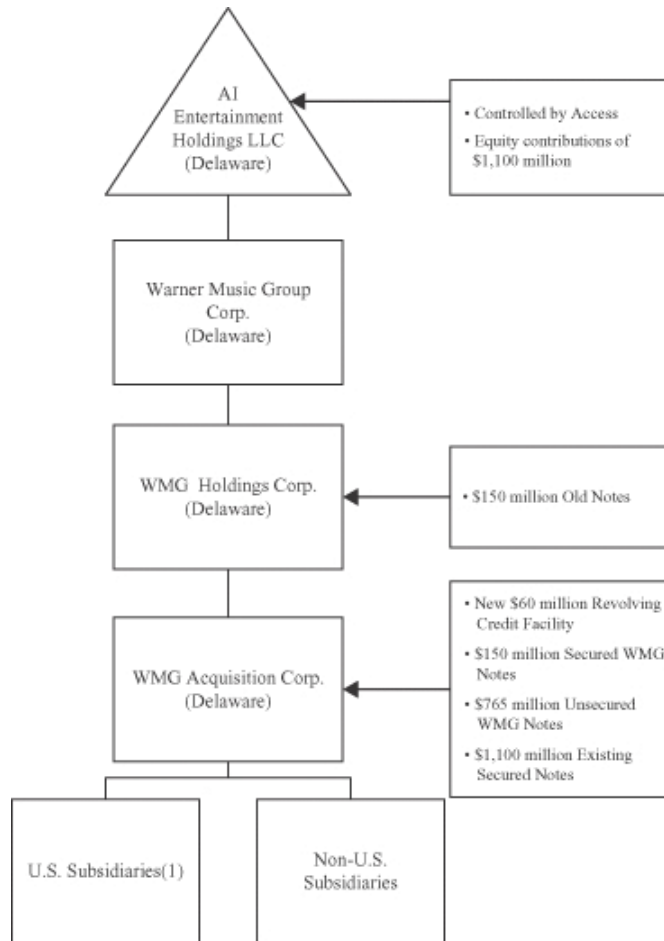 AI
Entertainment
Holdings LLC
(Delaware)
• Controlled by Access
• Equity contributions of
$1,100 million
Warner Music Group
Corp.
(Delaware)
WMG Holdings Corp.
(Delaware)
• $150 million Old Notes
WMG Acquisition Corp.
(Delaware)
• New $60 million Revolving
Credit Facility
• $150 million Secured WMG
Notes
• $765 million Unsecured
WMG Notes
• $1,100 million Existing
Secured Notes
U.S. Subsidiaries(1)
Non-U.S.
Subsidiaries